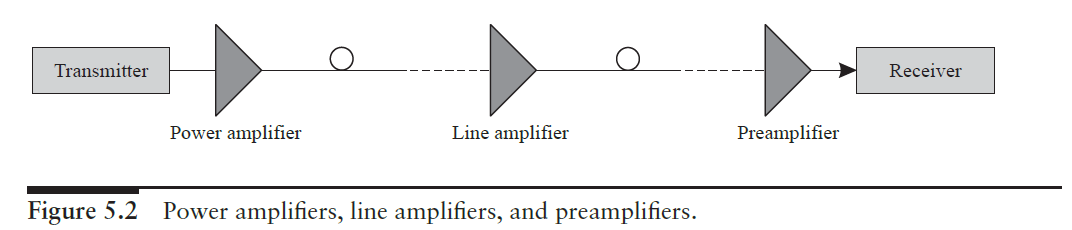 Transmitter
Receiver
Power amplifier
Line amplifier
Preamplifier
Figure 5.2 Power amplifiers, line amplifiers, and preamplifiers.